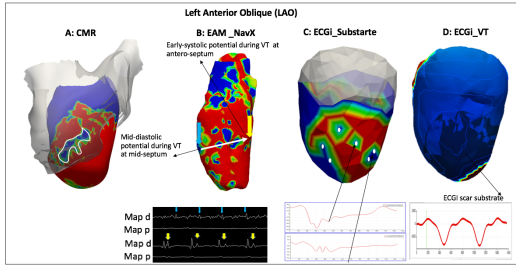 Left Anterior Oblique (LAO)
A: CMR
B: EAM _NavX
C: ECGi_Substarte
D: ECGi_VT
Early-systolic potential during VT at
antero-septum
Mid-diastolic
potential during VT
at mid-septum
ECGi scar substrate
Map d
Map p
Map d
Map p